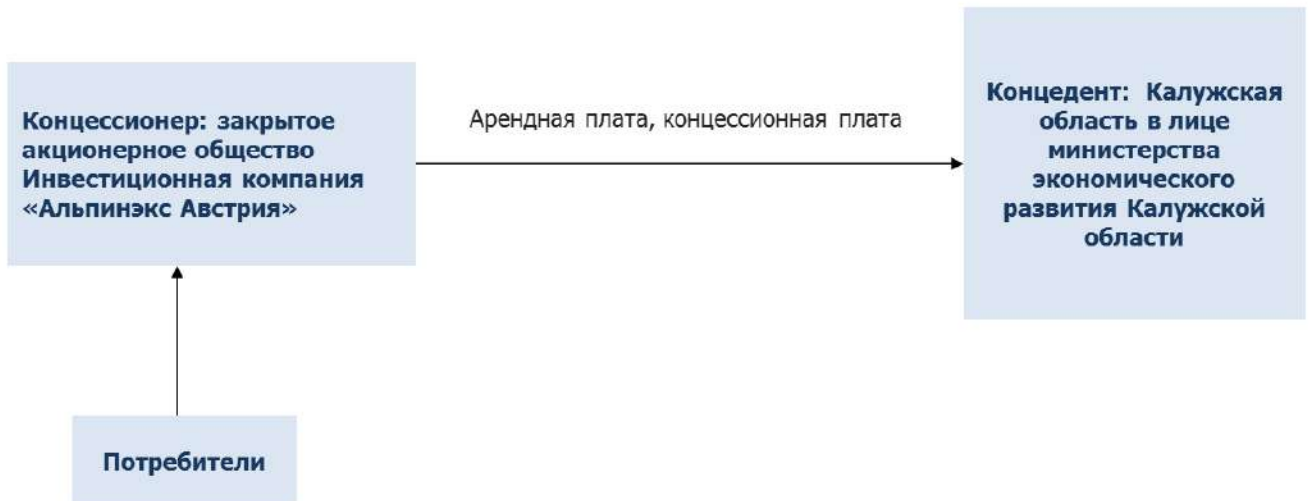 Концессионер: закрытое
акционерное общество
Инвестиционная компания
«Альпинэкс Австрия»
Арендная плата, концессионная плата
Концедент: Калужская
область в лице
министерства
экономического
развития Калужской
области
Потребители